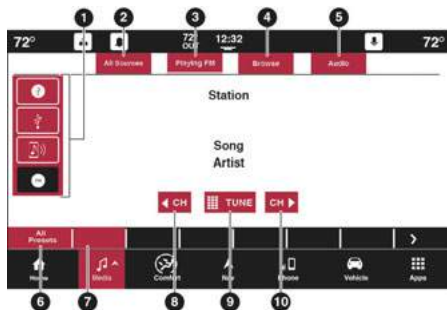 1 2 3 4 5
72° 72° OUT 12:32 72°
All Sources Playing FM Browse Audio
Station
Song
Artist
CH TUNE CH
All Presets
Home Media Comfort Nav Phone Vehicle Apps
6 7 8 9 10